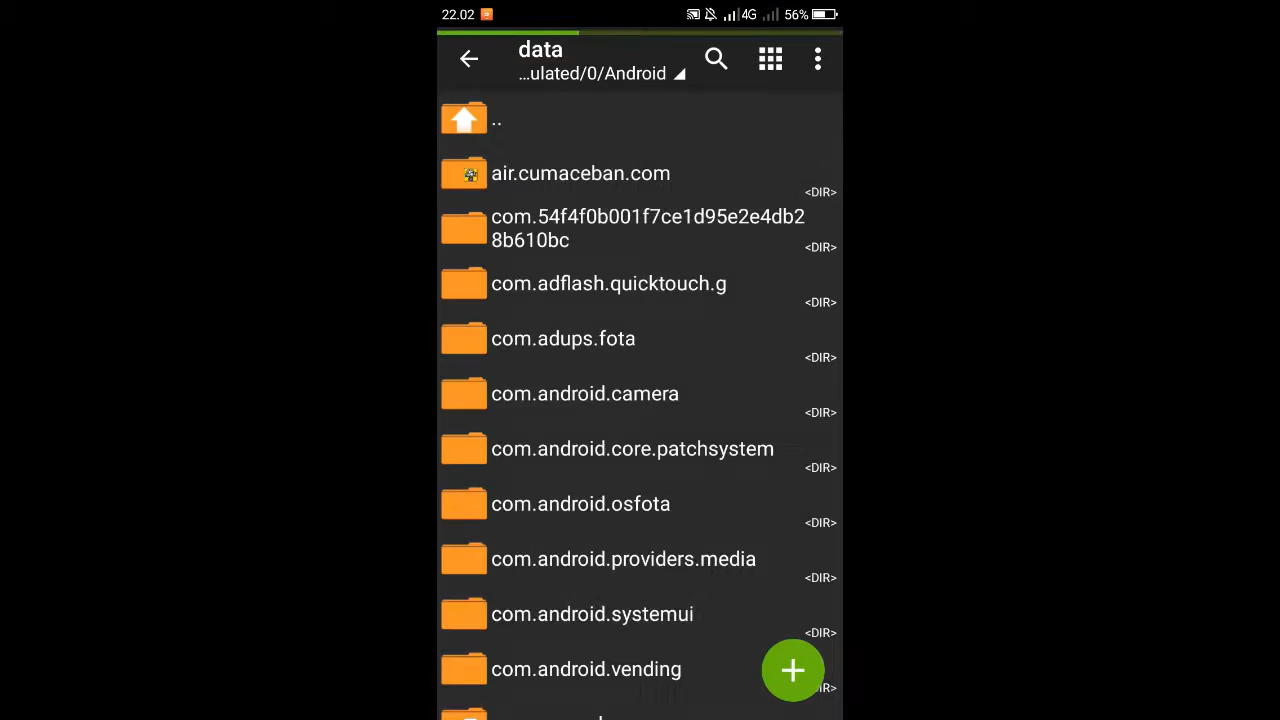 22.02 4G 56%
data
...ulated/0/Android
..
air.cumaceban.com
<DIR>
com.54f4f0b001f7ce1d95e2e4db2
8b610bc
<DIR>
com.adflash.quicktouch.g
<DIR>
com.adups.fota
<DIR>
com.android.camera
<DIR>
com.android.core.patchsystem
<DIR>
com.android.osfota
<DIR>
com.android.providers.media
<DIR>
com.android.systemui
<DIR>
com.android.vending
IR>